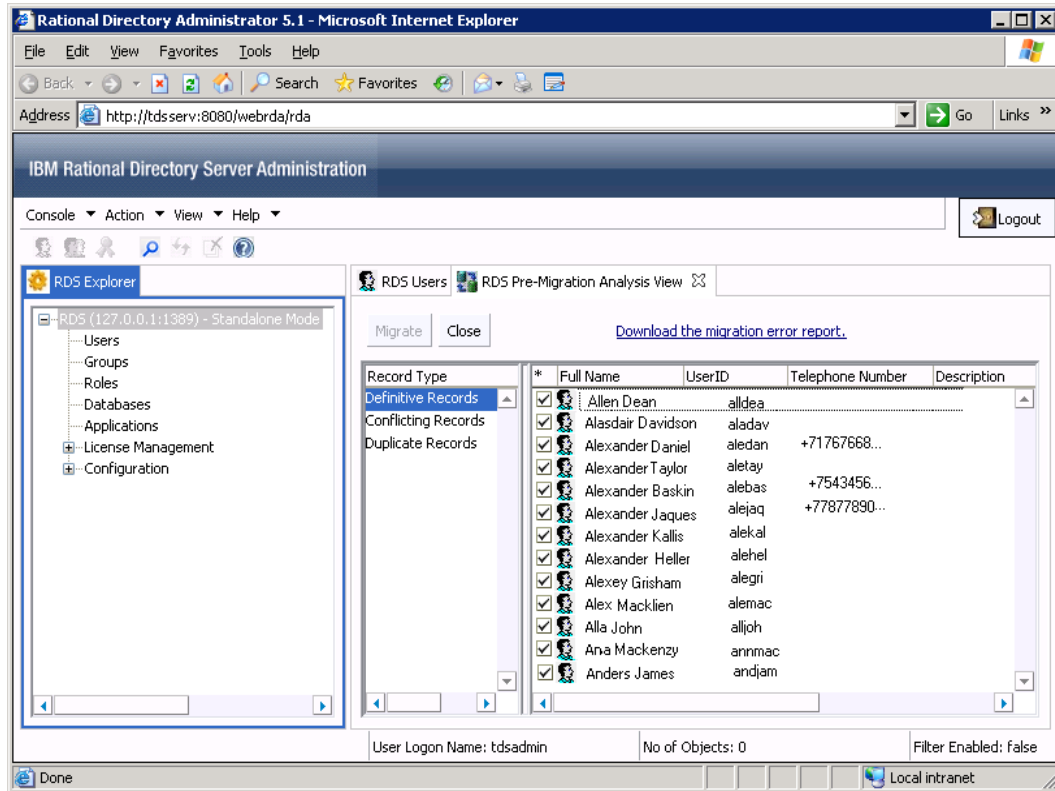 Rational Directory Administrator 5.1 - Microsoft Internet Explorer
File Edit View Favorites Tools Help
Back Search Favorites
Address http://tdsserv:8080/webrda/rda Go Links »
IBM Rational Directory Server Administration
Console Action View Help
Logout
RDS Explorer
RDS (127.0.0.1:1389) - Standalone Mode
Users
Groups
Roles
Databases
Applications
License Management
Configuration
RDS Users RDS Pre-Migration Analysis View
Migrate Close Download the migration error report.
Record Type
Definitive Records
Conflicting Records
Duplicate Records
* Full Name UserID Telephone Number Description
Allen Dean alldea
Alasdair Davidson aladav
Alexander Daniel aledan +71767668...
Alexander Taylor aletay
Alexander Baskin alebas +7543456...
Alexander Jaques alejaq +77877890...
Alexander Kallis alekal
Alexander Heller alehel
Alexey Grisham alegri
Alex Macklien alemac
Alla John alljoh
Ana Mackenzy annmac
Anders James andjam
User Logon Name: tdsadmin No of Objects: 0 Filter Enabled: false
Done Local intranet